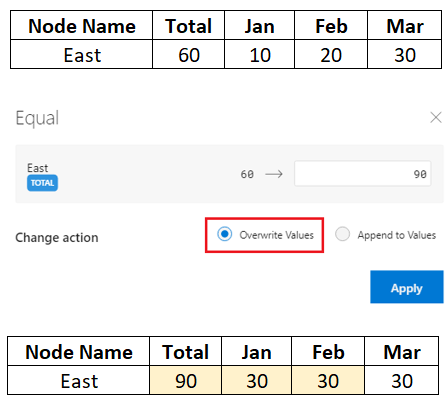 Node Name Total Jan Feb Mar
East 60 10 20 30
Equal
East
TOTAL
60 → 90
Change action Overwrite Values Append to Values
Apply
Node Name Total Jan Feb Mar
East 90 30 30 30